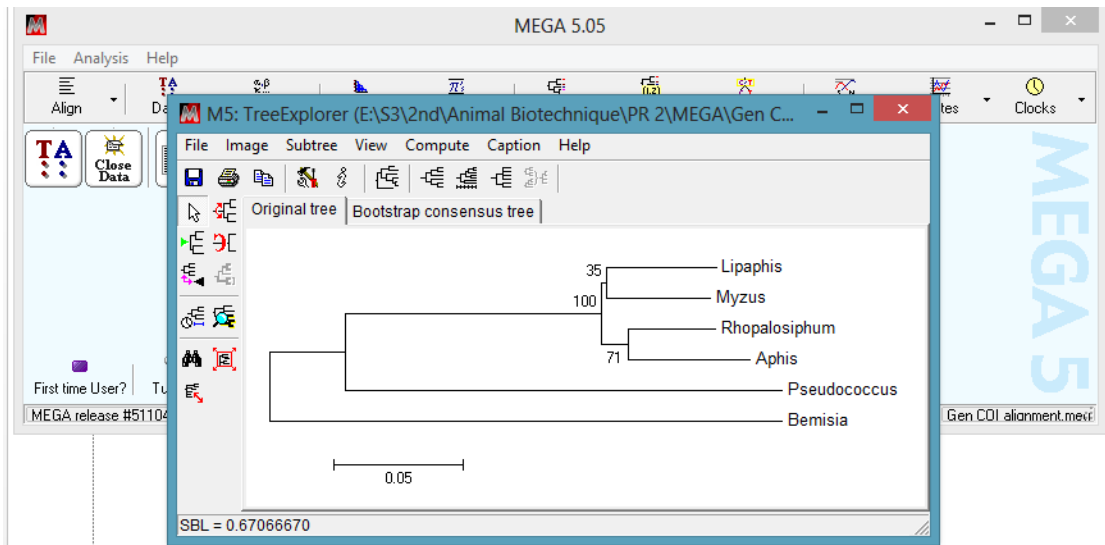 MEGA 5.05
File Analysis Help
Align
M5: TreeExplorer (E:\S3\2nd\Animal Biotechnique\PR 2\MEGA\Gen C...
Clocks
File Image Subtree View Compute Caption Help
TA
Close
Data
Original tree Bootstrap consensus tree
35 Lipaphis
100 Myzus
Rhopalosiphum
71 Aphis
Pseudococcus
Bemisia
0.05
First time User?
MEGA release #51104
Gen COI alignment.meg
SBL = 0.67066670
MEGA 5